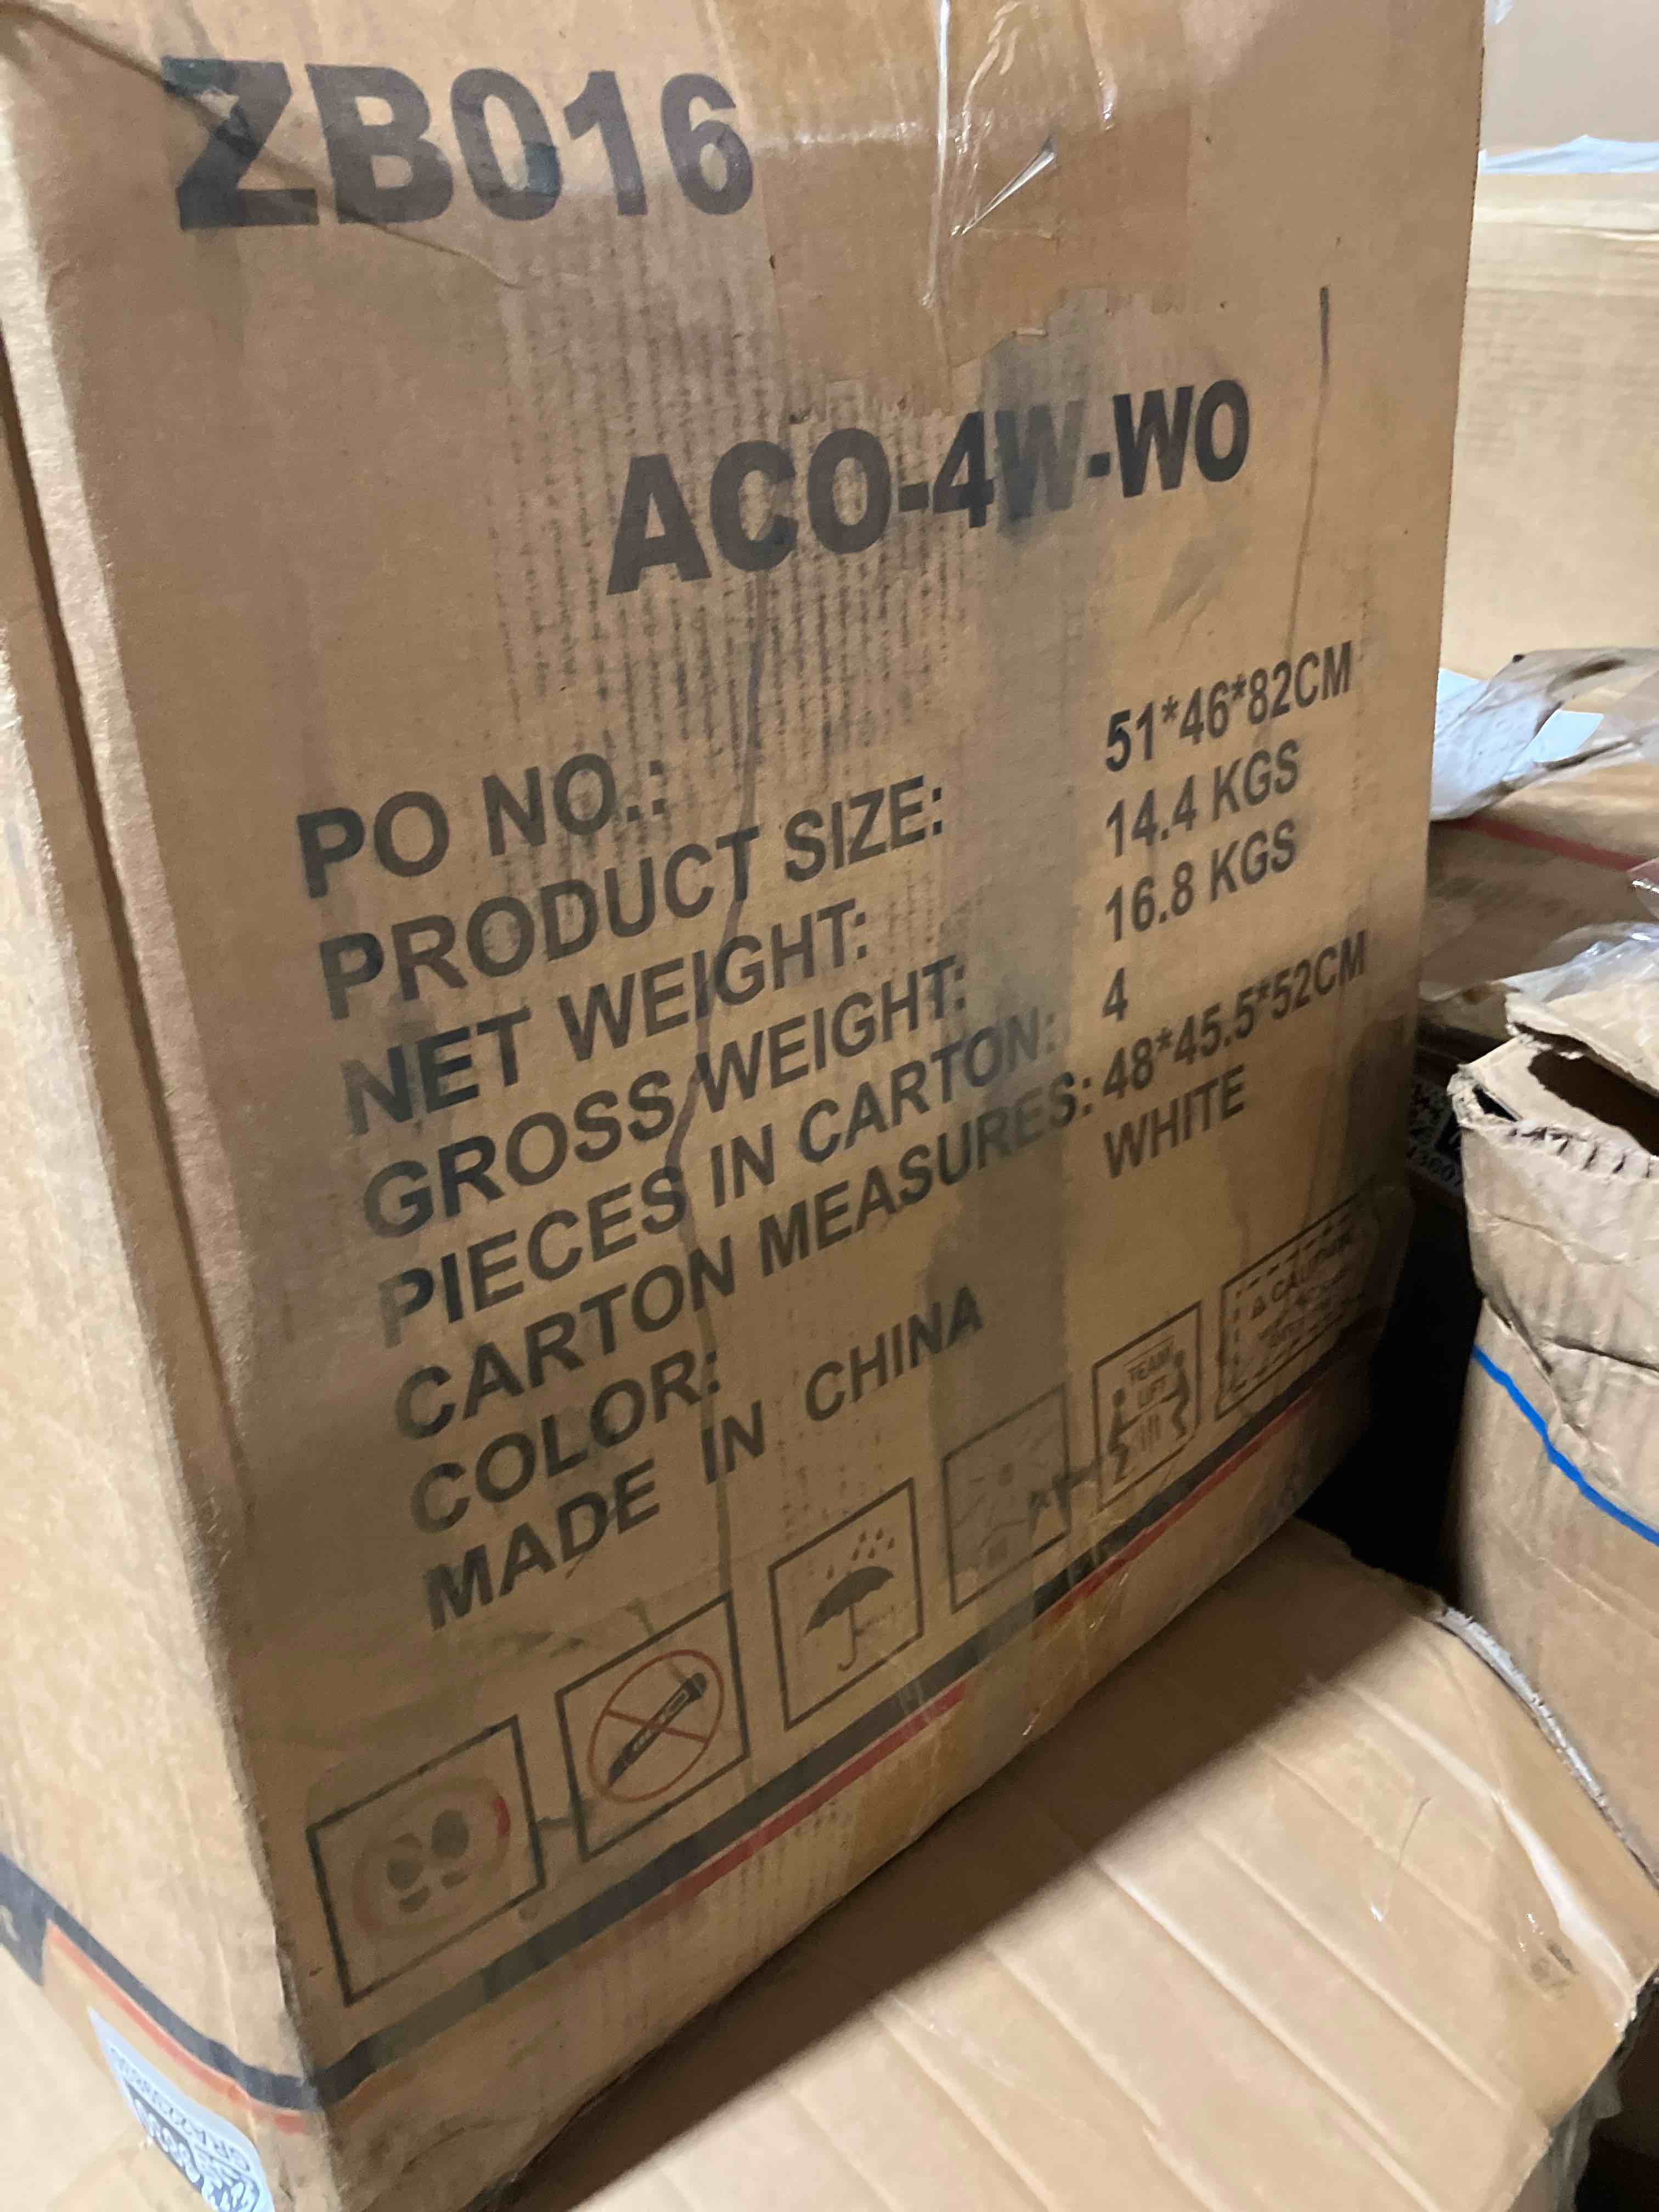 ZB016
ACO-4W-WO
PO NO.:
PRODUCT SIZE: 51*46*82CM
NET WEIGHT: 14.4 KGS
GROSS WEIGHT: 16.8 KGS
PIECES IN CARTON: 4
CARTON MEASURES: 48*45.5*52CM
COLOR: WHITE
MADE IN CHINA
TEAM
LIFT
CAUTION